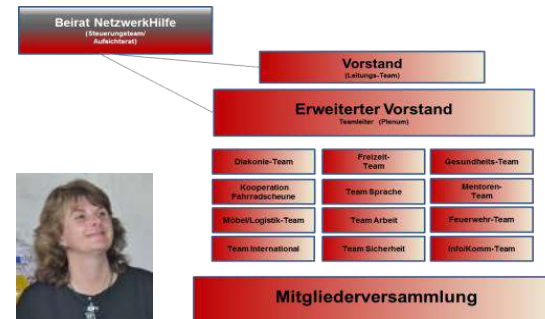 Beirat NetzwerkHilfe
(Steuerungsteam/
Aufsichtsrat)
Vorstand
(Leitungs-Team)
Erweiterter Vorstand
Teamleiter (Plenum)
Diakonie-Team
Freizeit-
Team
Gesundheits-Team
Kooperation
Fahrradscheune
Team Sprache
Mentoren-
Team
Möbel/Logistik-Team
Team Arbeit
Feuerwehr-Team
Team International
Team Sicherheit
Info/Komm-Team
Mitgliederversammlung